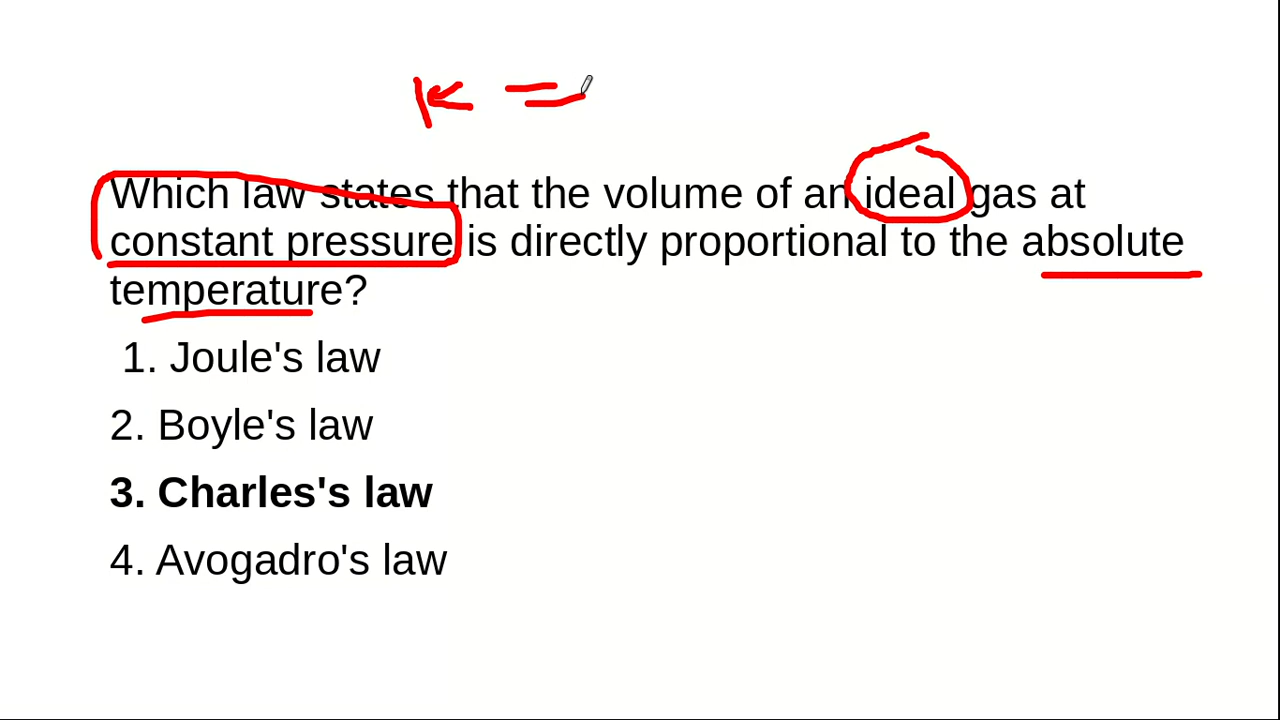 K =
Which law states that the volume of an ideal gas at
constant pressure is directly proportional to the absolute
temperature?
1. Joule's law
2. Boyle's law
3. Charles's law
4. Avogadro's law